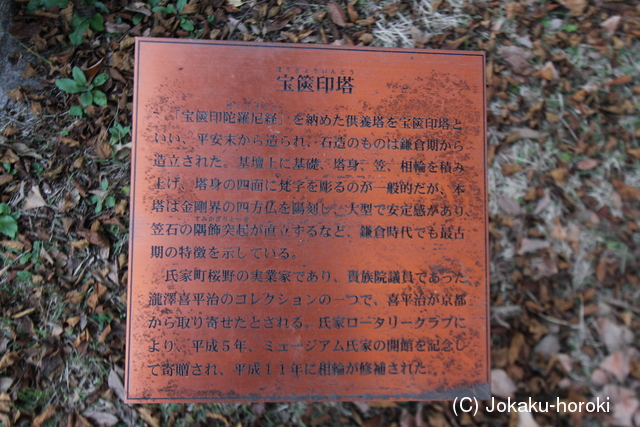 ほうきょういんとう
宝篋印塔
「宝篋印陀羅尼経」を納めた供養塔を宝篋印塔と
いい、平安末から造られ、石造のものは鎌倉期から
造立された。基壇上に基礎、塔身、笠、相輪を積み
上げ、塔身の四面に梵字を彫るのが一般的だが、本
塔は金剛界の四方仏を陽刻し、大型で安定感があり、
すみかざりとっき
笠石の隅飾突起が直立するなど、鎌倉時代でも最古
期の特徴を示している。
氏家町桜野の実業家であり、貴族院議員であった
瀧澤喜平治のコレクションの一つで、喜平治が京都
から取り寄せたとされる。氏家ロータリークラブに
より、平成5年、ミュージアム氏家の開館を記念し
て寄贈され、平成11年に相輪が修補された。
(C) Jokaku-horoki